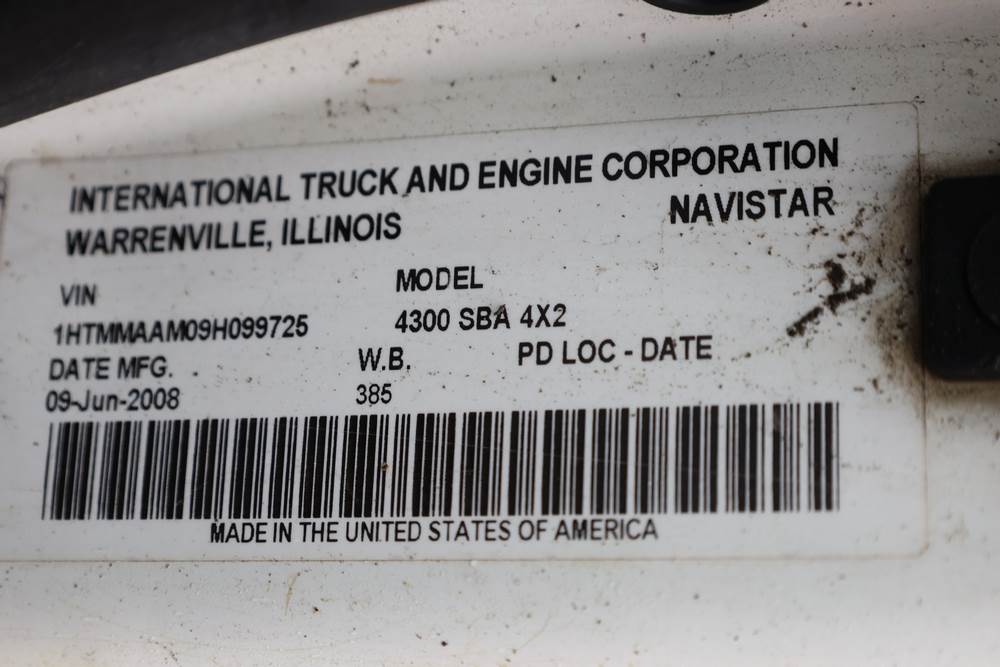 INTERNATIONAL TRUCK AND ENGINE CORPORATION
WARRENVILLE, ILLINOIS NAVISTAR
VIN MODEL
1HTMMAAM09H099725 4300 SBA 4X2
DATE MFG. W.B. PD LOC - DATE
09-Jun-2008 385
MADE IN THE UNITED STATES OF AMERICA